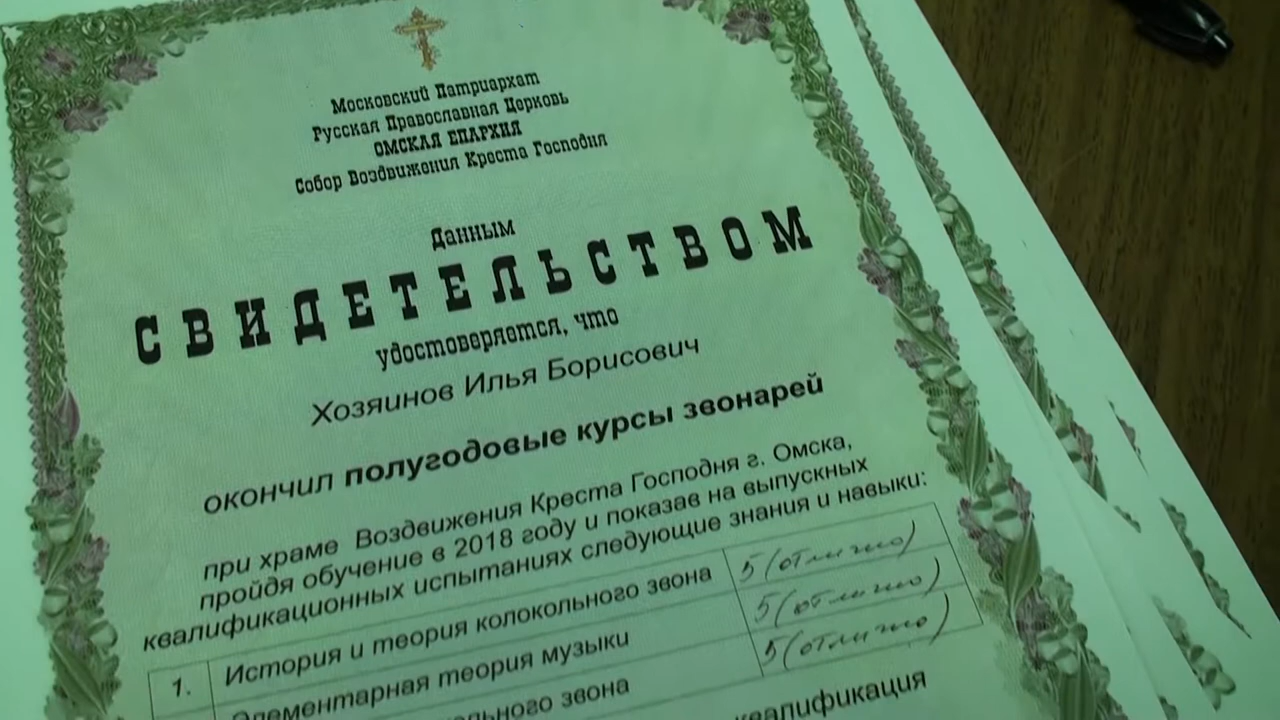 Московский Патриархат
Русская Православная Церковь
ОМСКАЯ ЕПАРХИЯ
Собор Воздвижения Креста Господня
Данным
СВИДЕТЕЛЬСТВОМ
удостоверяется, что
Хозяинов Илья Борисович
окончил полугодовые курсы звонарей
при храме Воздвижения Креста Господня г. Омска,
пройдя обучение в 2018 году и показав на выпускных
квалификационных испытаниях следующие знания и навыки:
1. История и теория колокольного звона 5 (отлично)
Элементарная теория музыки 5 (отлично)
звона 5 (отлично)
квалификация